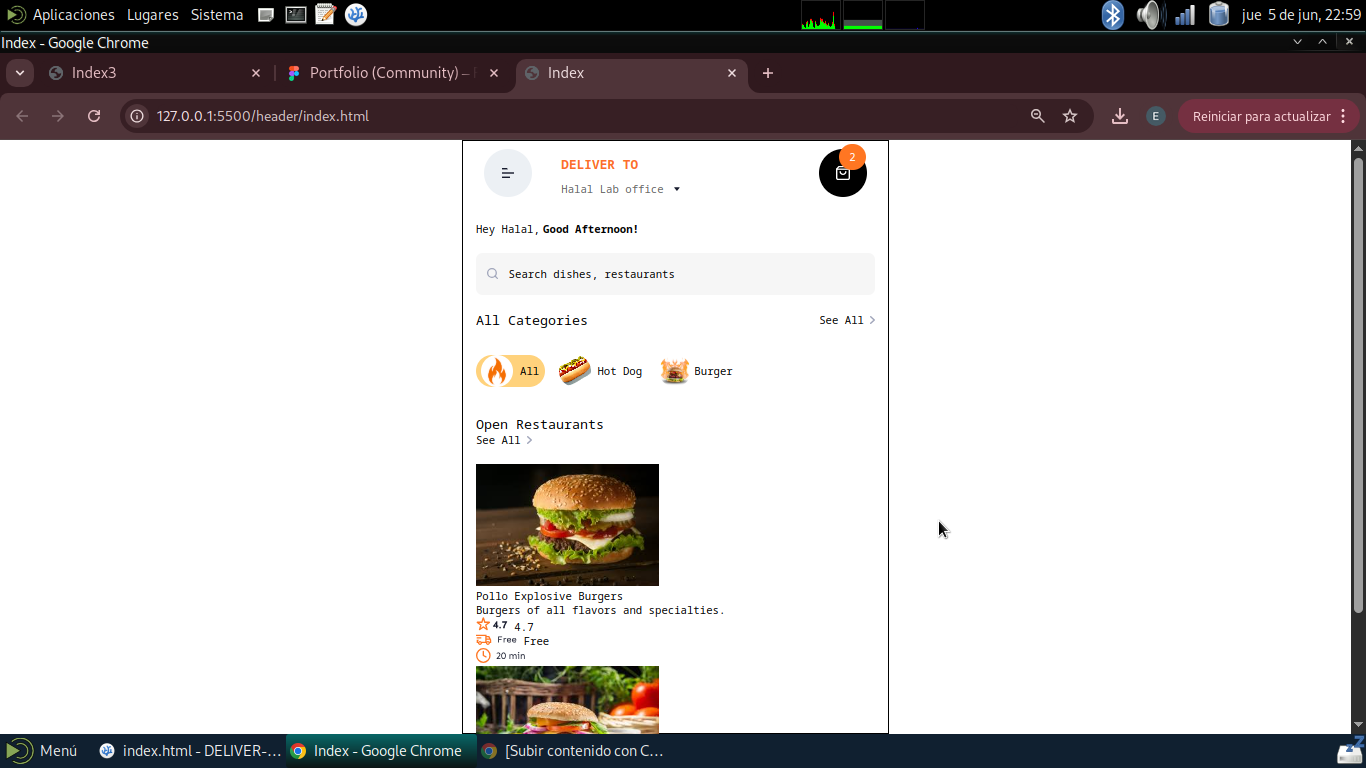 Aplicaciones Lugares Sistema jue 5 de jun, 22:59
Index - Google Chrome
Index3 Portfolio (Community) – Index
127.0.0.1:5500/header/index.html E Reiniciar para actualizar
2
DELIVER TO
Halal Lab office
Hey Halal, Good Afternoon!
Search dishes, restaurants
All Categories See All
All Hot Dog Burger
Open Restaurants
See All
Pollo Explosive Burgers
Burgers of all flavors and specialties.
4.7 4.7
Free Free
20 min
Menú index.html - DELIVER-... Index - Google Chrome [Subir contenido con C...